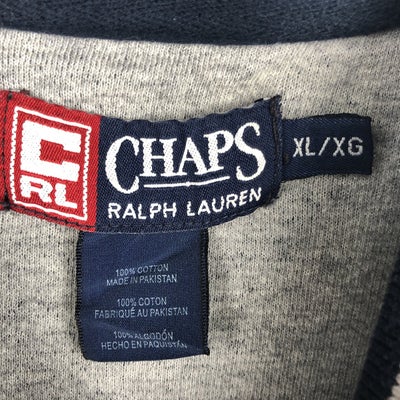 C
RL
CHAPS
RALPH LAUREN
XL/XG
100% COTTON
MADE IN PAKISTAN
100% COTON
FABRIQUÉ AU PAKISTAN
100% ALGODÓN
HECHO EN PAQUISTAN